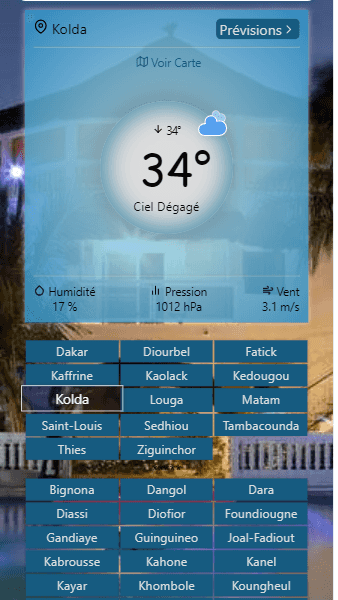 Kolda Prévisions
Voir Carte
34°
34°
Ciel Dégagé
Humidité Pression Vent
17 % 1012 hPa 3.1 m/s
Dakar Diourbel Fatick
Kaffrine Kaolack Kedougou
Kolda Louga Matam
Saint-Louis Sedhiou Tambacounda
Thies Ziguinchor
Bignona Dangol Dara
Diassi Diofior Foundiougne
Gandiaye Guinguineo Joal-Fadiout
Kabrousse Kahone Kanel
Kayar Khombole Koungheul